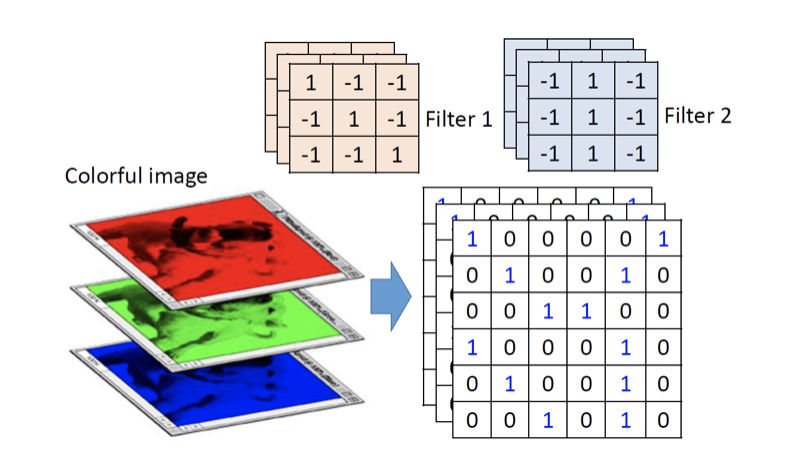 1 -1 -1
-1 1 -1
-1 -1 1
Filter 1
-1 1 -1
-1 1 -1
-1 1 -1
Filter 2
Colorful image
1 0 0 0 0 1
0 1 0 0 1 0
0 0 1 1 0 0
1 0 0 0 1 0
0 1 0 0 1 0
0 0 1 0 1 0